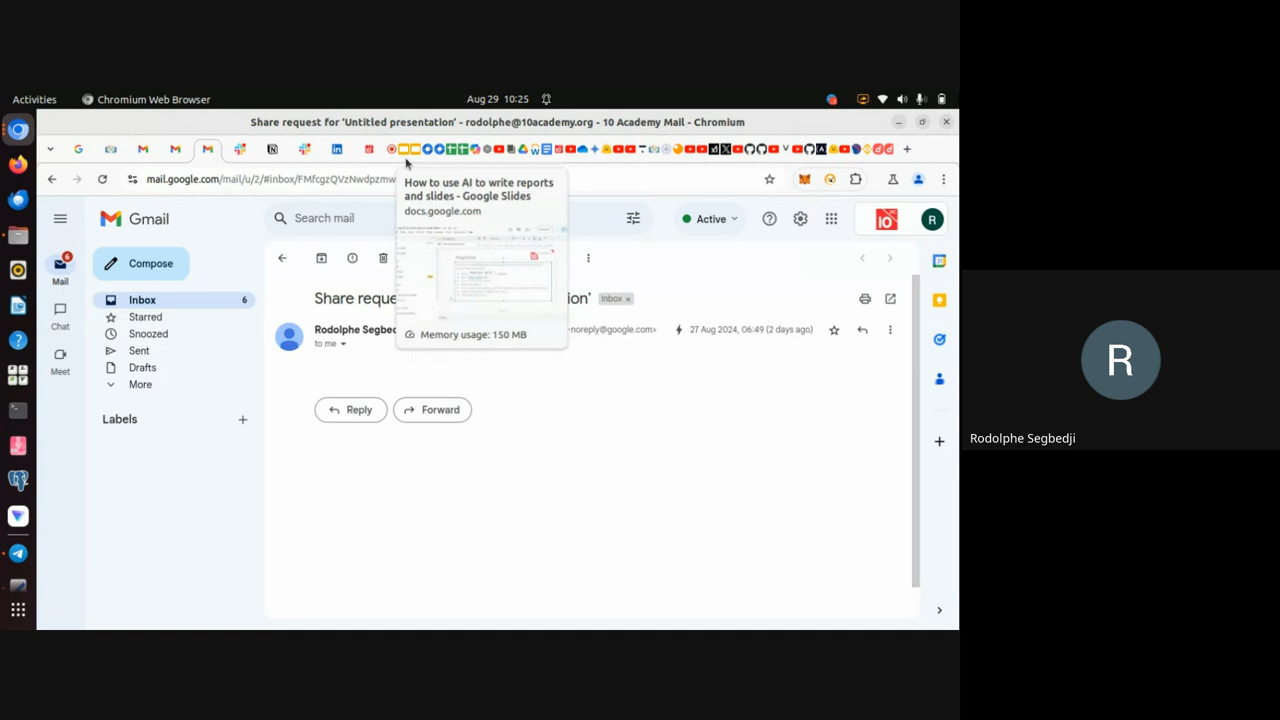 Activities
Chromium Web Browser
Aug 29 10:25
Share request for 'Untitled presentation' - rodolphe@10academy.org - 10 Academy Mail - Chromium
mail.google.com/mail/u/2/#inbox/FMfcgzQVzNwdpzmw
How to use AI to write reports
and slides - Google Slides
docs.google.com
Memory usage: 150 MB
Gmail
Search mail
Active
10
R
6
Mail
Chat
Meet
Compose
Inbox 6
Starred
Snoozed
Sent
Drafts
More
Labels +
Share reque
ion'
Inbox x
Rodolphe Segbed
-noreply@google.com>
27 Aug 2024, 06:49 (2 days ago)
to me
Reply
Forward
R
Rodolphe Segbedji